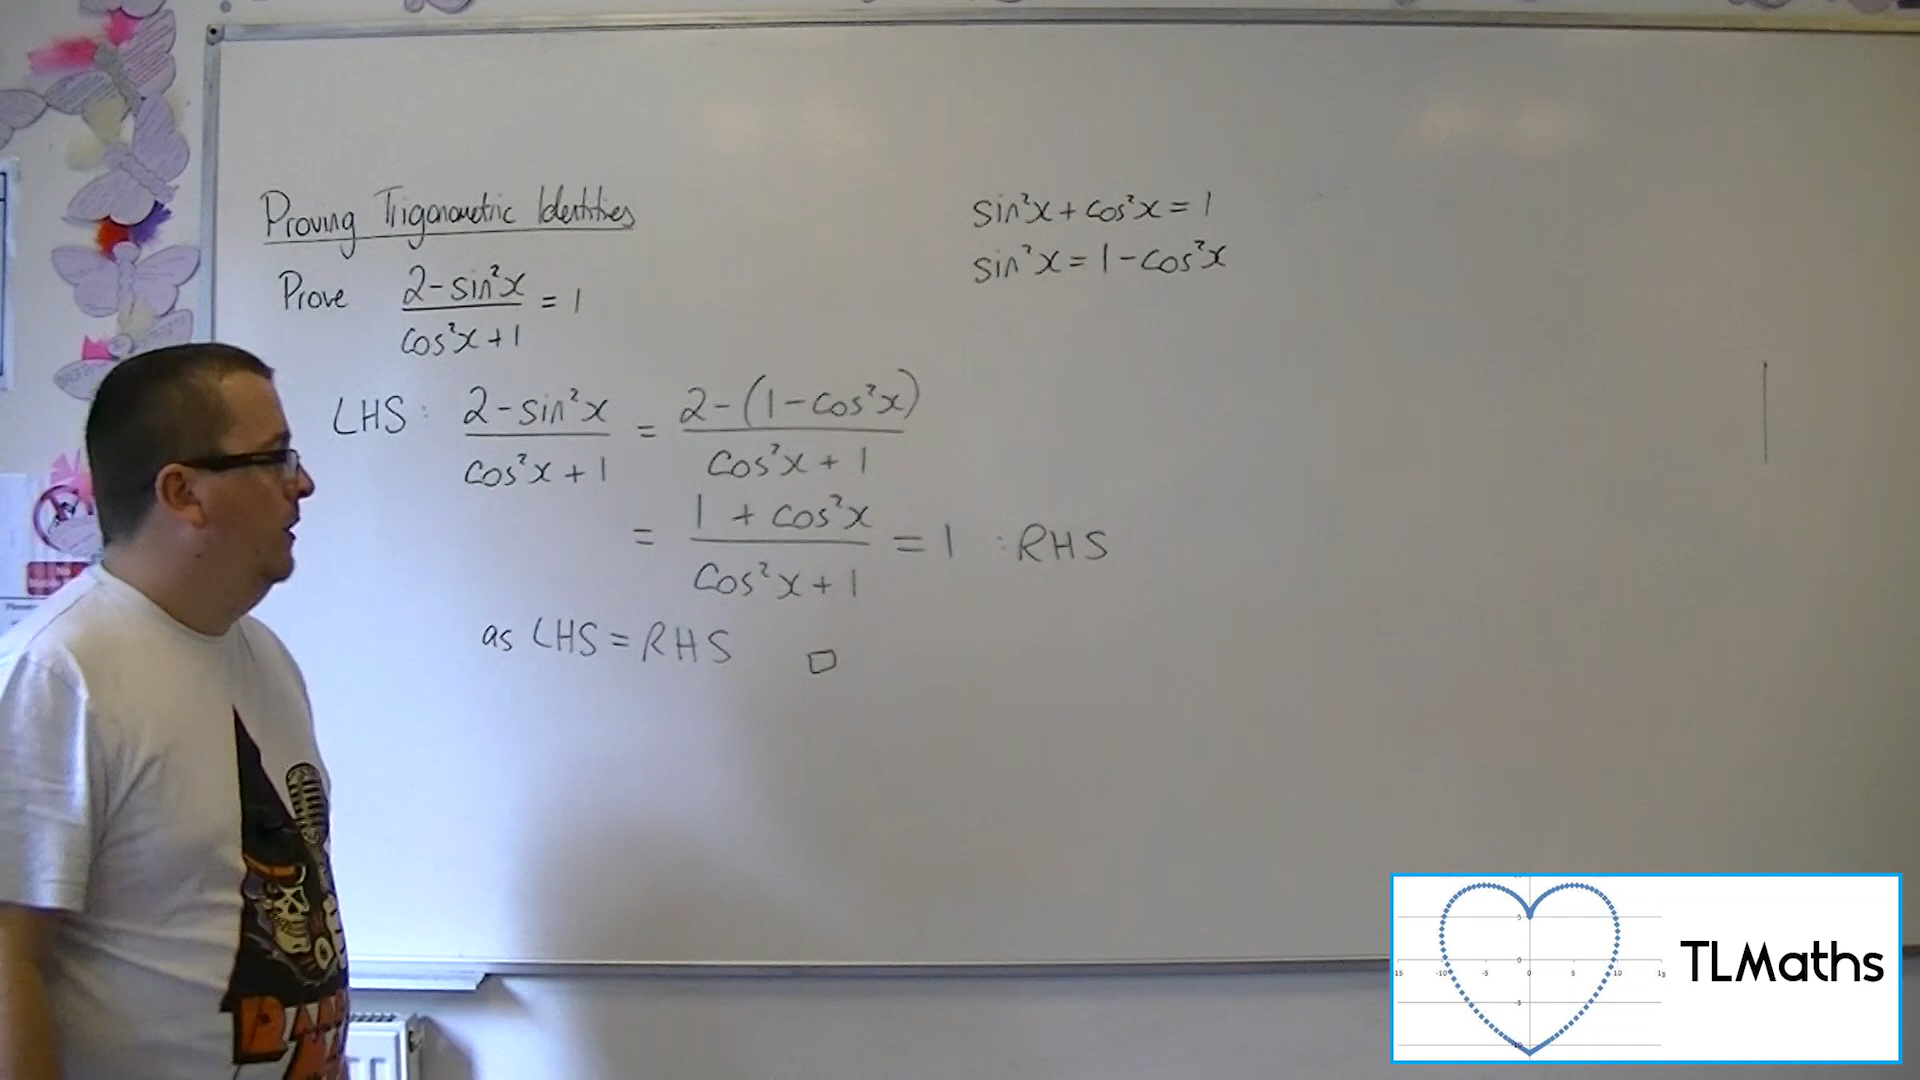 Proving Trigonometric Identities
Prove (2-sin²x)/(cos²x+1) = 1
sin²x + cos²x = 1
sin²x = 1 - cos²x
LHS: (2-sin²x)/(cos²x+1) = (2-(1-cos²x))/(cos²x+1)
= (1+cos²x)/(cos²x+1) = 1 : RHS
as LHS = RHS □
TLMaths